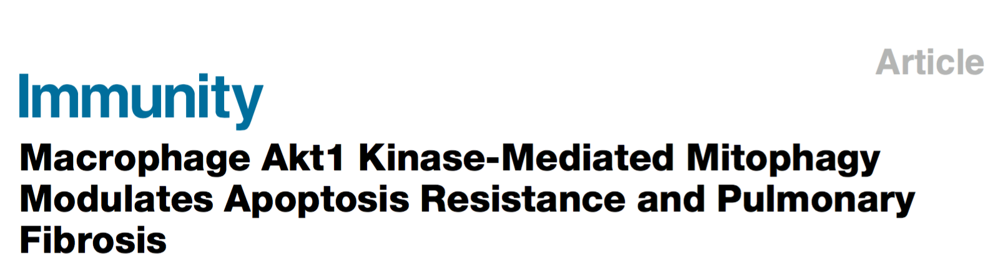 Article
Immunity
Macrophage Akt1 Kinase-Mediated Mitophagy
Modulates Apoptosis Resistance and Pulmonary
Fibrosis